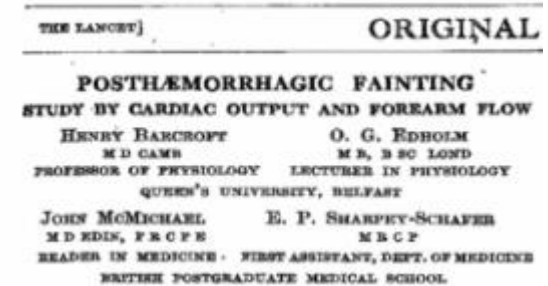 THE LANCET] ORIGINAL
POSTHÆMORRHAGIC FAINTING
STUDY BY CARDIAC OUTPUT AND FOREARM FLOW
HENRY BARCROFT O. G. EDHOLM
M D CAMB M B, B SC LOND
PROFESSOR OF PHYSIOLOGY LECTURER IN PHYSIOLOGY
QUEEN'S UNIVERSITY, BELFAST
JOHN MCMICHAEL E. P. SHARPEY-SCHAFER
M D EDIN, F R C P E M R C P
READER IN MEDICINE FIRST ASSISTANT, DEPT. OF MEDICINE
BRITISH POSTGRADUATE MEDICAL SCHOOL